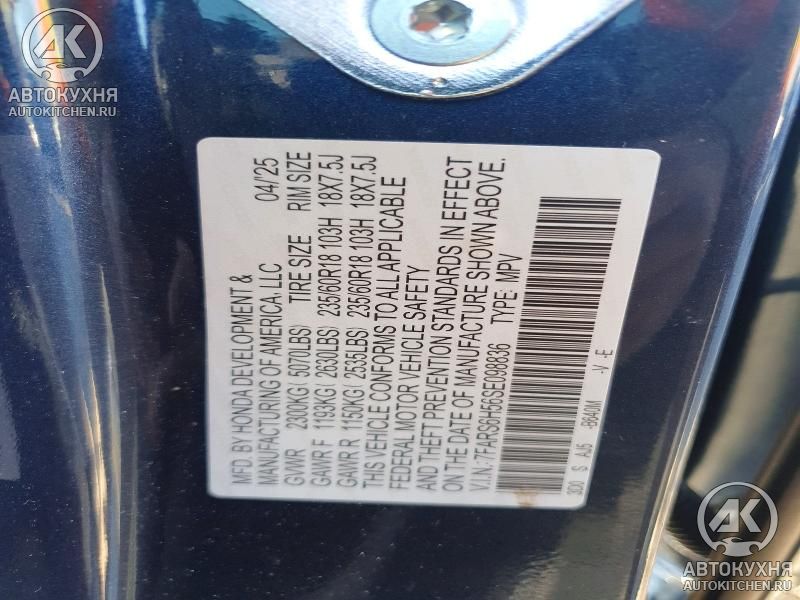 АК
АВТОКУХНЯ
AUTOKITCHEN.RU
MFD. BY HONDA DEVELOPMENT &
MANUFACTURING OF AMERICA, LLC 04/'25
GVWR 2300KG( 5070LBS) TIRE SIZE RIM SIZE
GAWR F 1193KG( 2630LBS) 235/60R18 103H 18X7.5J
GAWR R 1150KG( 2535LBS) 235/60R18 103H 18X7.5J
THIS VEHICLE CONFORMS TO ALL APPLICABLE
FEDERAL MOTOR VEHICLE SAFETY
AND THEFT PREVENTION STANDARDS IN EFFECT
ON THE DATE OF MANUFACTURE SHOWN ABOVE.
V.I.N.: 7FARS6H56SE098836 TYPE: MPV
3D0 S AJ5 -B640M -V -E
АК
АВТОКУХНЯ
AUTOKITCHEN.RU